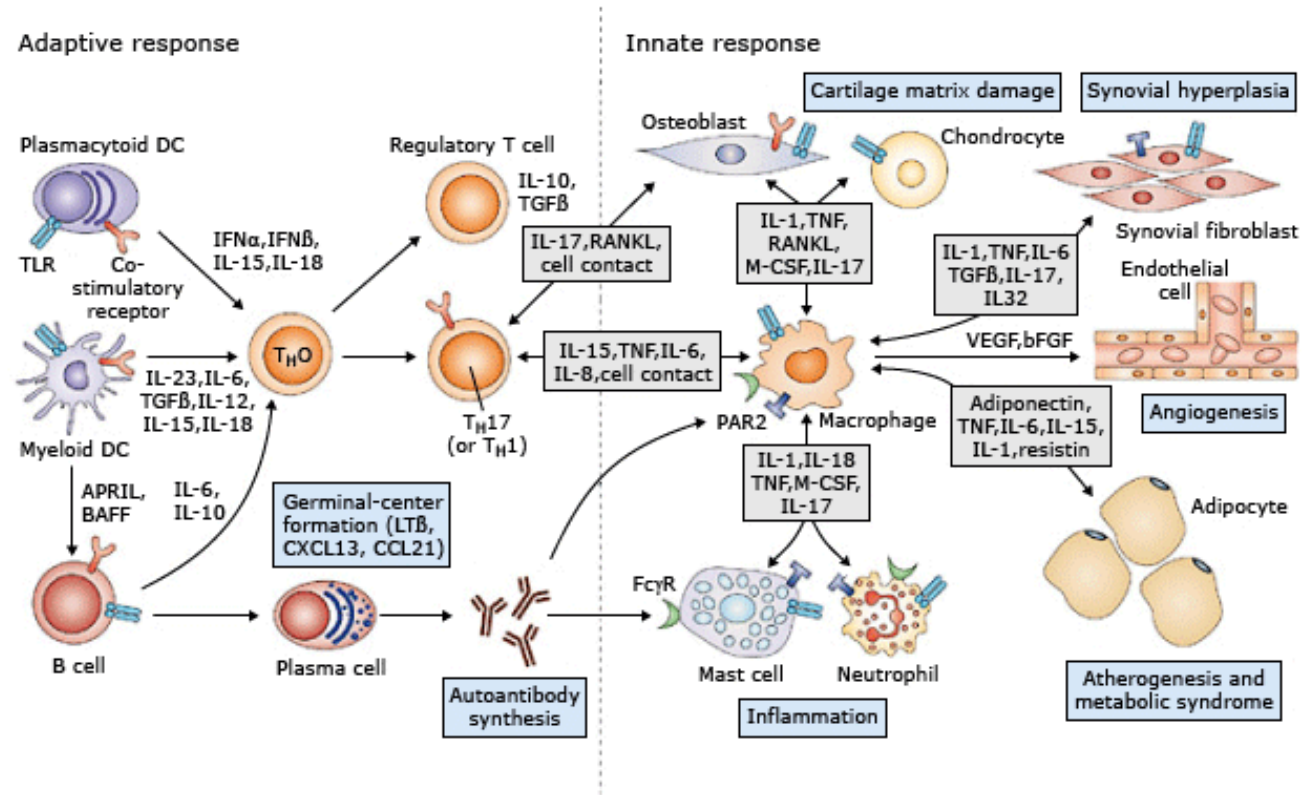 Adaptive response
Innate response
Cartilage matrix damage
Synovial hyperplasia
Plasmacytoid DC
Regulatory T cell
Osteoblast
Chondrocyte
IL-10,
TGFß
TLR
Co-
stimulatory
receptor
IFNα,IFNß,
IL-15,IL-18
IL-17,RANKL,
cell contact
IL-1,TNF,
RANKL,
M-CSF,IL-17
IL-1,TNF,IL-6
TGFß,IL-17,
IL32
Synovial fibroblast
Endothelial
cell
THO
IL-15,TNF,IL-6,
IL-8,cell contact
VEGF,bFGF
Myeloid DC
IL-23,IL-6,
TGFß,IL-12,
IL-15,IL-18
TH17
(or TH1)
PAR2
Macrophage
Adiponectin,
TNF,IL-6,IL-15,
IL-1,resistin
Angiogenesis
APRIL,
BAFF
IL-6,
IL-10
Germinal-center
formation (LTß,
CXCL13, CCL21)
IL-1,IL-18
TNF,M-CSF,
IL-17
Adipocyte
B cell
Plasma cell
Autoantibody
synthesis
FcγR
Mast cell
Neutrophil
Inflammation
Atherogenesis and
metabolic syndrome